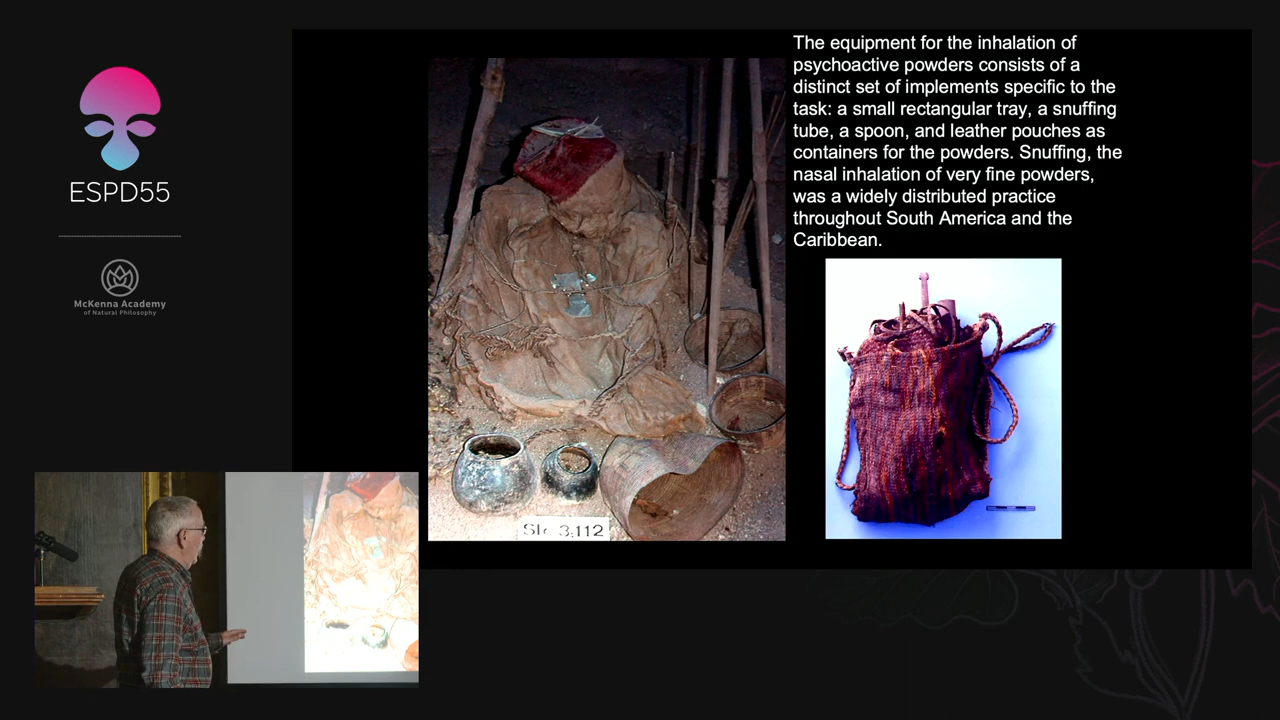 The equipment for the inhalation of
psychoactive powders consists of a
distinct set of implements specific to the
task: a small rectangular tray, a snuffing
tube, a spoon, and leather pouches as
containers for the powders. Snuffing, the
nasal inhalation of very fine powders,
was a widely distributed practice
throughout South America and the
Caribbean.
ESPD55
McKenna Academy
of Natural Philosophy